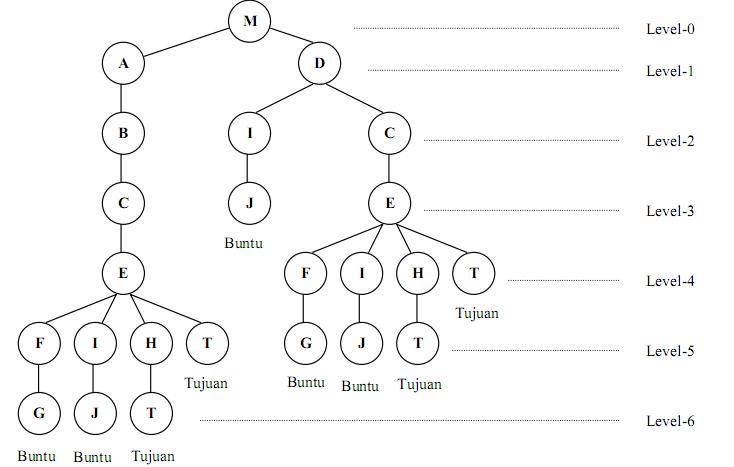 M
Level-0
A
D
Level-1
B
I
C
Level-2
C
J
E
Level-3
Buntu
E
F
I
H
T
Level-4
Tujuan
F
I
H
T
G
J
T
Level-5
Tujuan
Buntu
Buntu
Tujuan
G
J
T
Level-6
Buntu
Buntu
Tujuan